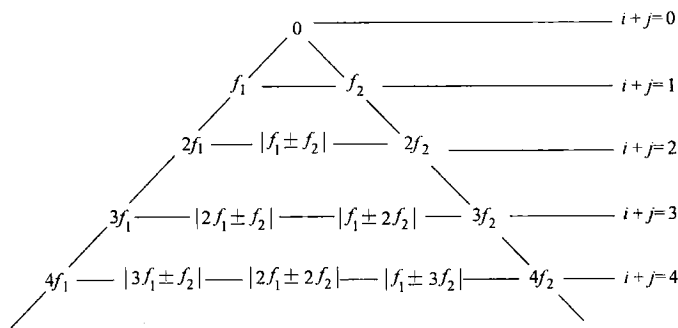 0 i + j = 0
f₁ f₂ i + j = 1
2f₁ |f₁ ± f₂| 2f₂ i + j = 2
3f₁ |2f₁ ± f₂| |f₁ ± 2f₂| 3f₂ i + j = 3
4f₁ |3f₁ ± f₂| |2f₁ ± 2f₂| |f₁ ± 3f₂| 4f₂ i + j = 4